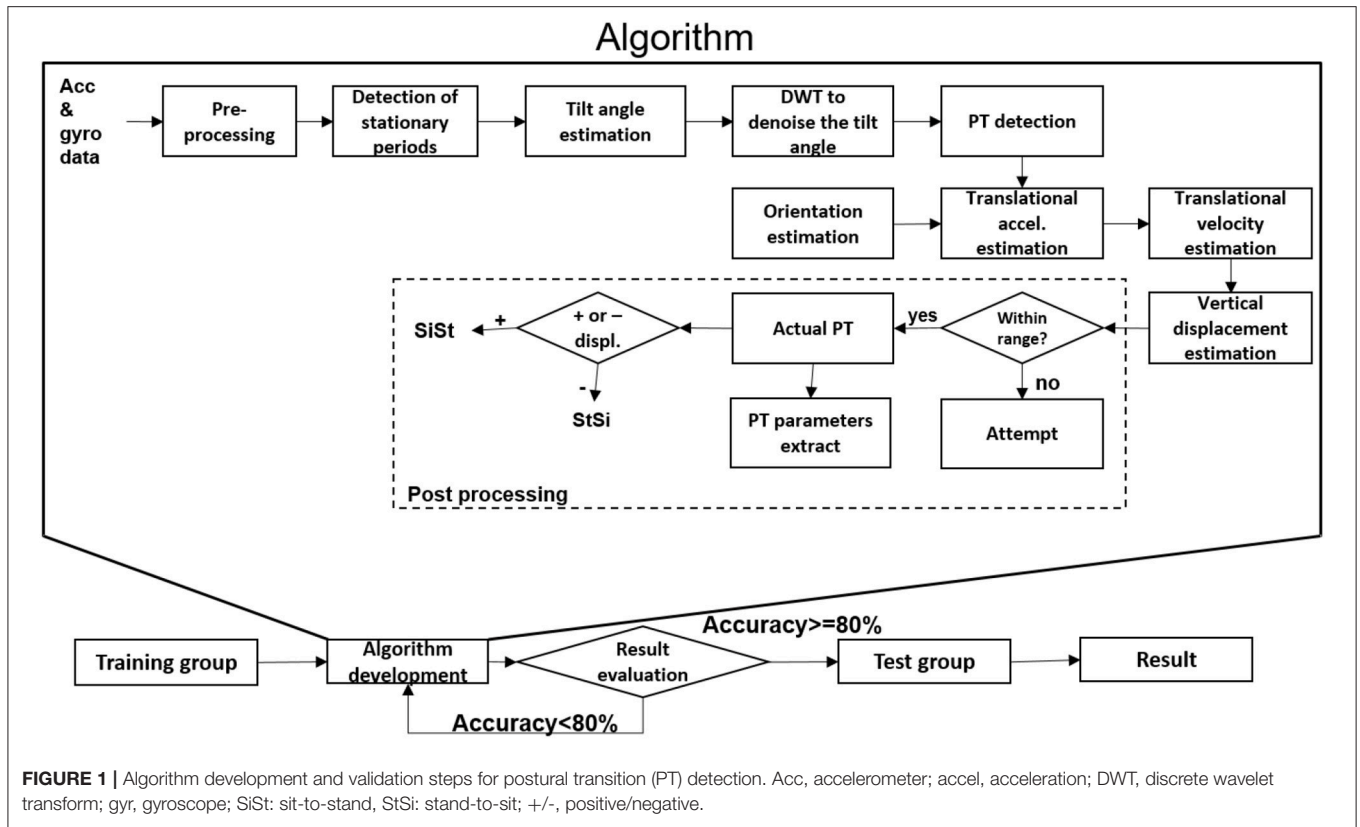 Algorithm
Acc
&
gyro
data
Pre-
processing
Detection of
stationary
periods
Tilt angle
estimation
DWT to
denoise the tilt
angle
PT detection
Orientation
estimation
Translational
accel.
estimation
Translational
velocity
estimation
SiSt
+
+ or –
displ.
-
StSi
Actual PT
yes
Within
range?
no
Vertical
displacement
estimation
PT parameters
extract
Attempt
Post processing
Training group
Algorithm
development
Result
evaluation
Accuracy>=80%
Accuracy<80%
Test group
Result
FIGURE 1 | Algorithm development and validation steps for postural transition (PT) detection. Acc, accelerometer; accel, acceleration; DWT, discrete wavelet
transform; gyr, gyroscope; SiSt: sit-to-stand, StSi: stand-to-sit; +/-, positive/negative.